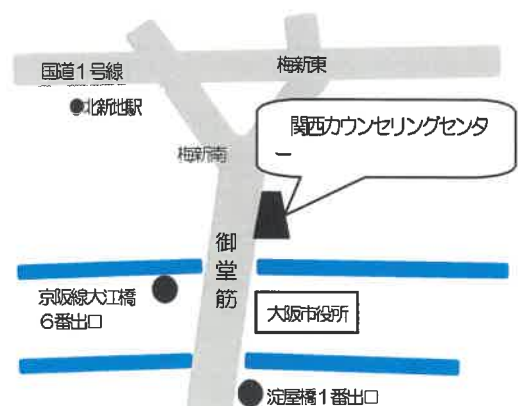 国道1号線
梅新東
北新地駅
関西カウンセリングセンタ
ー
梅新南
御堂筋
京阪線大江橋
6番出口
大阪市役所
淀屋橋1番出口